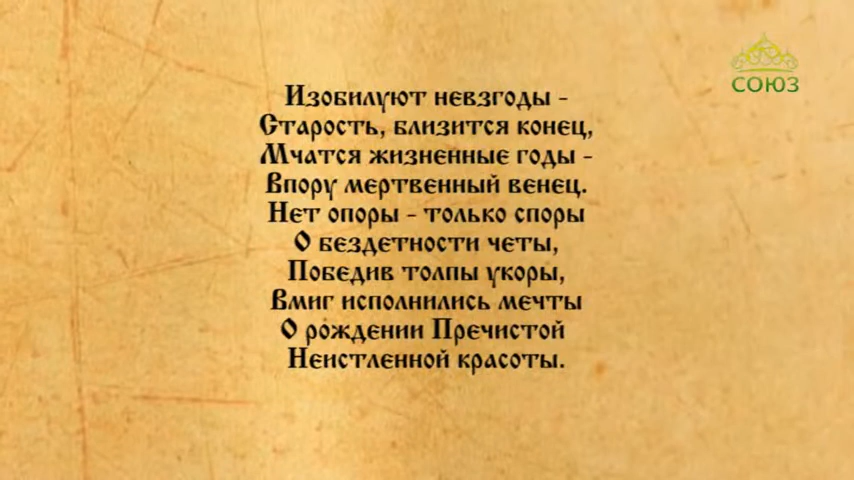 СОЮЗ
Изобилуют невзгоды -
Старость, близится конец,
Мчатся жизненные годы -
Впору мертвенный венец.
Нет опоры - только споры
О бездетности четы,
Победив толпы укоры,
Вмиг исполнились мечты
О рождении Пречистой
Неистленной красоты.